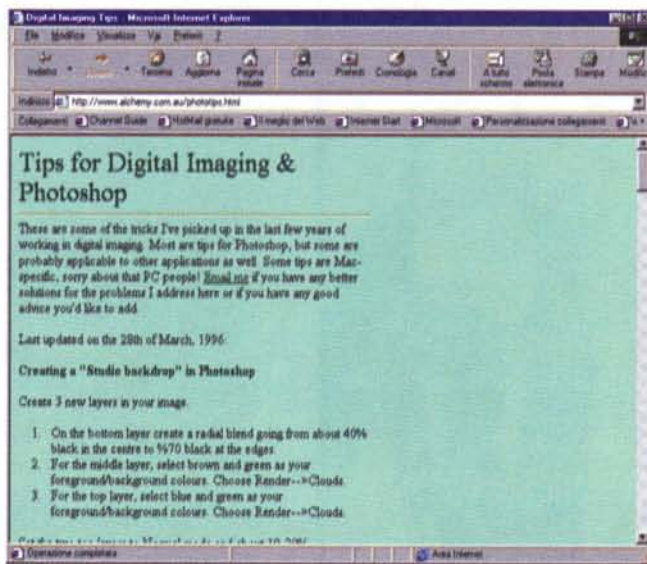 Digital Imaging Tips - Microsoft Internet Explorer
File Modifica Visualizza Vai Preferiti ?
Indietro Termina Aggiorna Pagina iniziale Cerca Preferiti Cronologia Canali A tutto schermo Posta elettronica Stampa Modifica
Indirizzo http://www.alchemy.com.au/phototips.html
Collegamenti Channel Guide HotMail gratuita Il meglio del Web Internet Start Microsoft Personalizzazione collegamenti
Tips for Digital Imaging &
Photoshop
These are some of the tricks I've picked up in the last few years of
working in digital imaging. Most are tips for Photoshop, but some are
probably applicable to other applications as well. Some tips are Mac-
specific, sorry about that PC people! Email me if you have any better
solutions for the problems I address here or if you have any good
advice you'd like to add.
Last updated on the 28th of March, 1996.
Creating a "Studio backdrop" in Photoshop
Create 3 new layers in your image.
1. On the bottom layer create a radial blend going from about 40%
black in the centre to %70 black at the edges.
2. For the middle layer, select brown and green as your
foreground/background colours. Choose Render-->Clouds.
3. For the top layer, select blue and green as your
foreground/background colours. Choose Render-->Clouds.
Operazione completata Area Internet